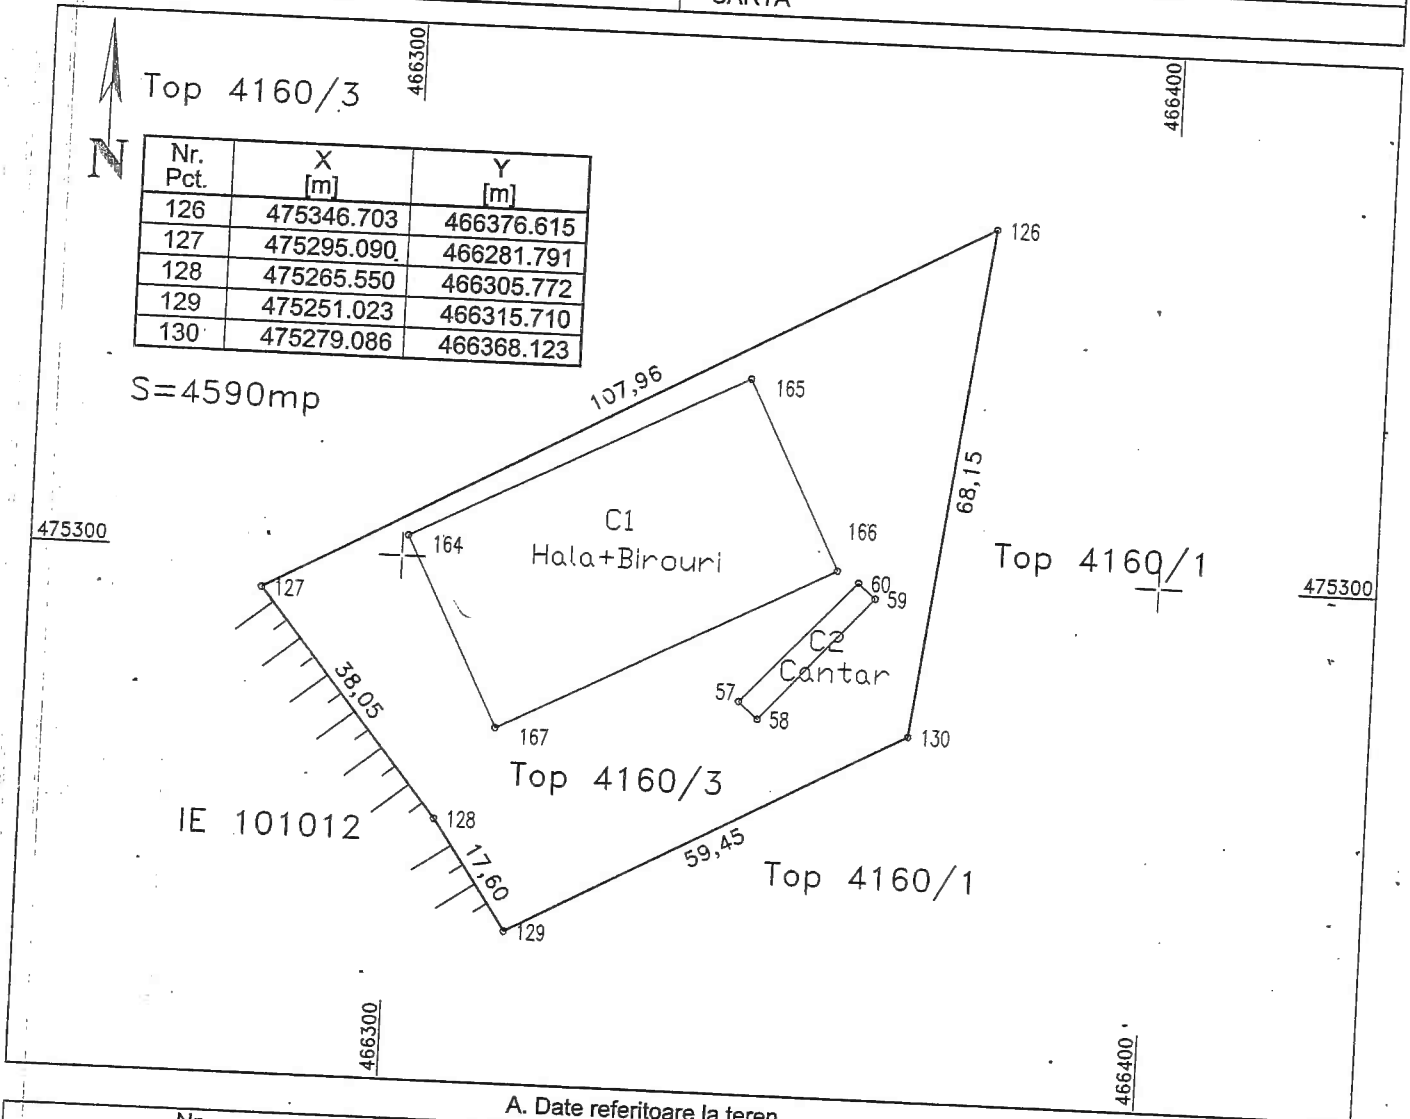 466300
466400
Top 4160/3
N
Nr. Pct. X [m] Y [m]
126 475346.703 466376.615
127 475295.090 466281.791
128 475265.550 466305.772
129 475251.023 466315.710
130 475279.086 466368.123
S=4590mp
126
107,96
165
68,15
C1
Hala+Birouri
166
164
475300
Top 4160/1
475300
127
60
59
C2
Cantar
38,05
57
58
167
130
Top 4160/3
IE 101012
128
17,60
59,45
Top 4160/1
129
466300
466400
A. Date referitoare la teren